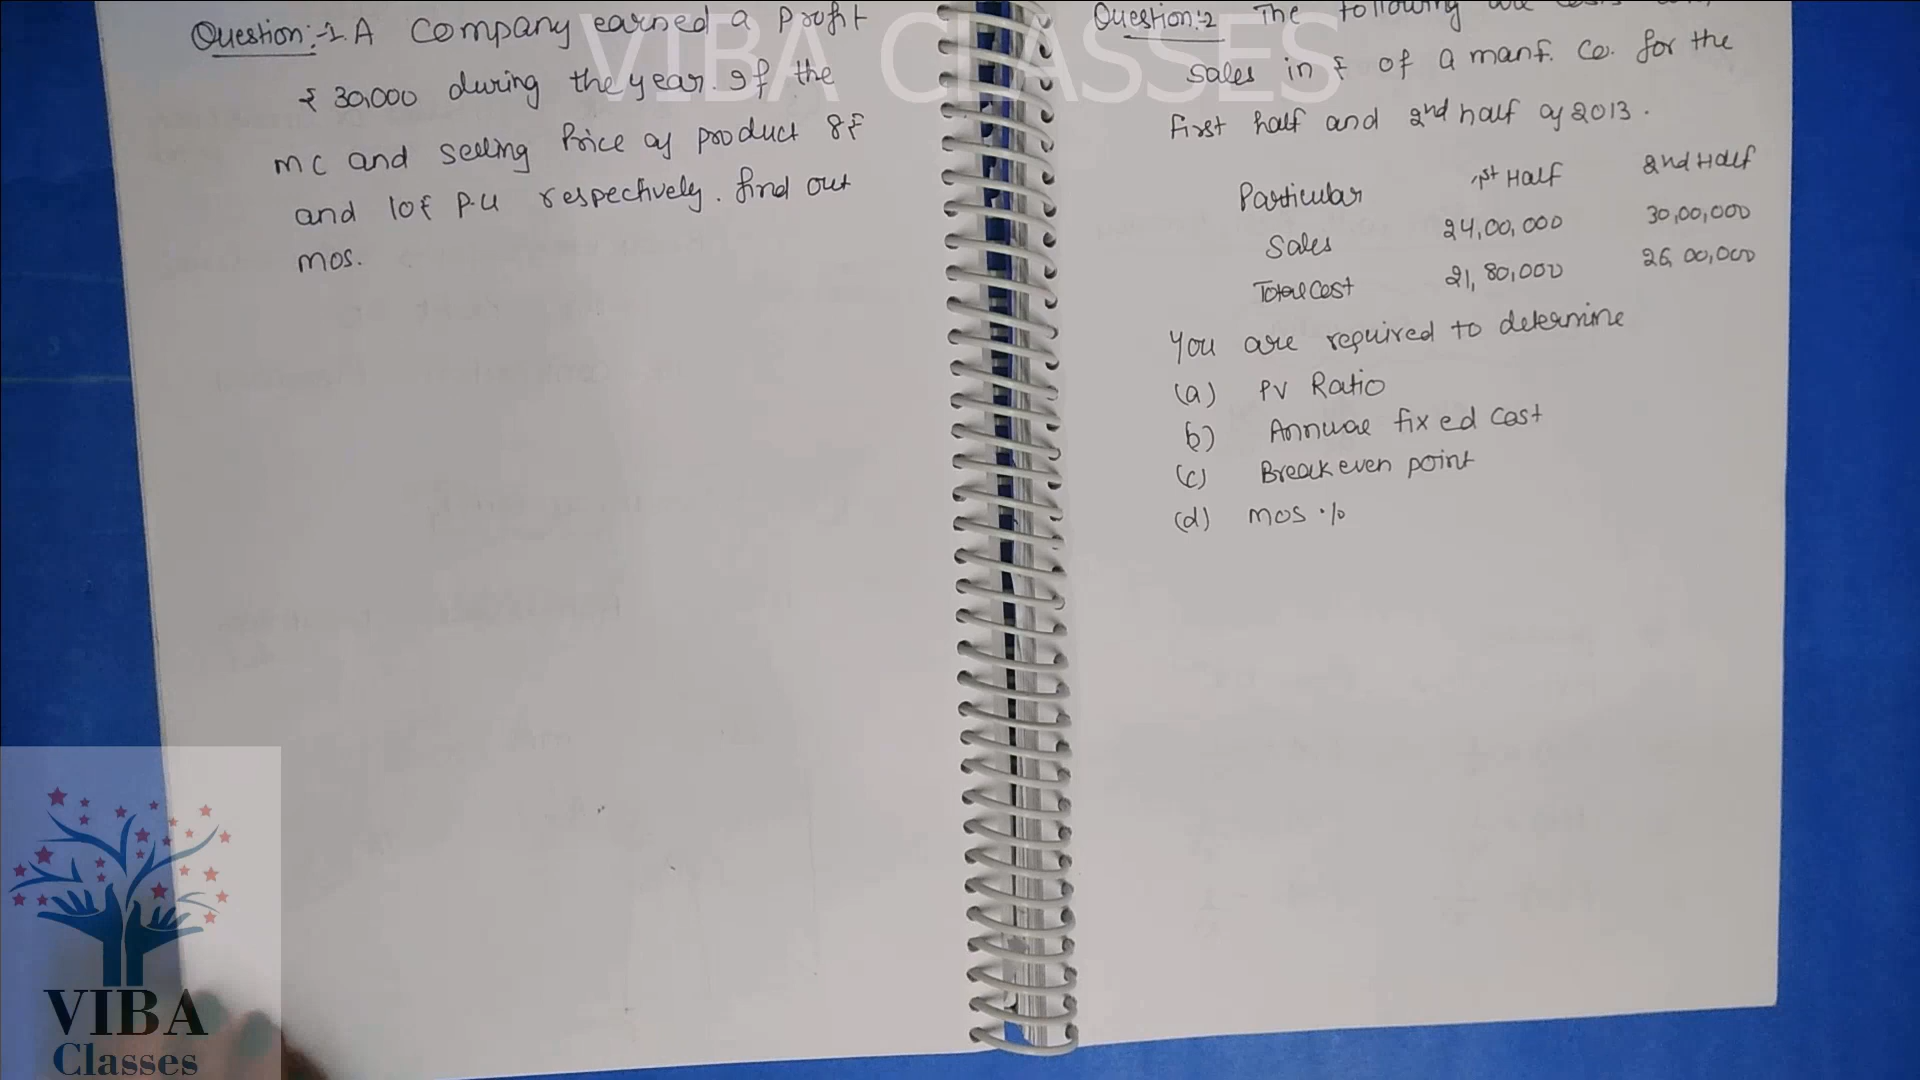 VIBA CLASSES
Question:-1. A Company earned a Profit
₹ 30,000 during the year. If the
MC and selling Price of product 8₹
and 10₹ P.U respectively. find out
MOS.
Question:-2 The following are
Sales in ₹ of a manf. Co. for the
First half and 2nd half of 2013.
Particular 1st Half 2nd Half
Sales 24,00,000 30,00,000
Total Cost 21,80,000 26,00,000
You are required to determine
(a) PV Ratio
b) Annual fixed Cost
(c) Break even point
(d) MOS %
VIBA
Classes